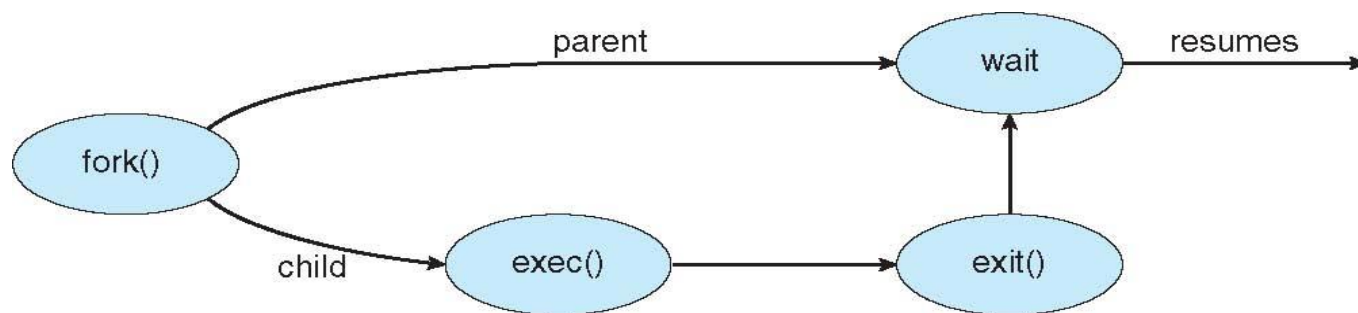 parent
resumes
wait
fork()
child
exec()
exit()